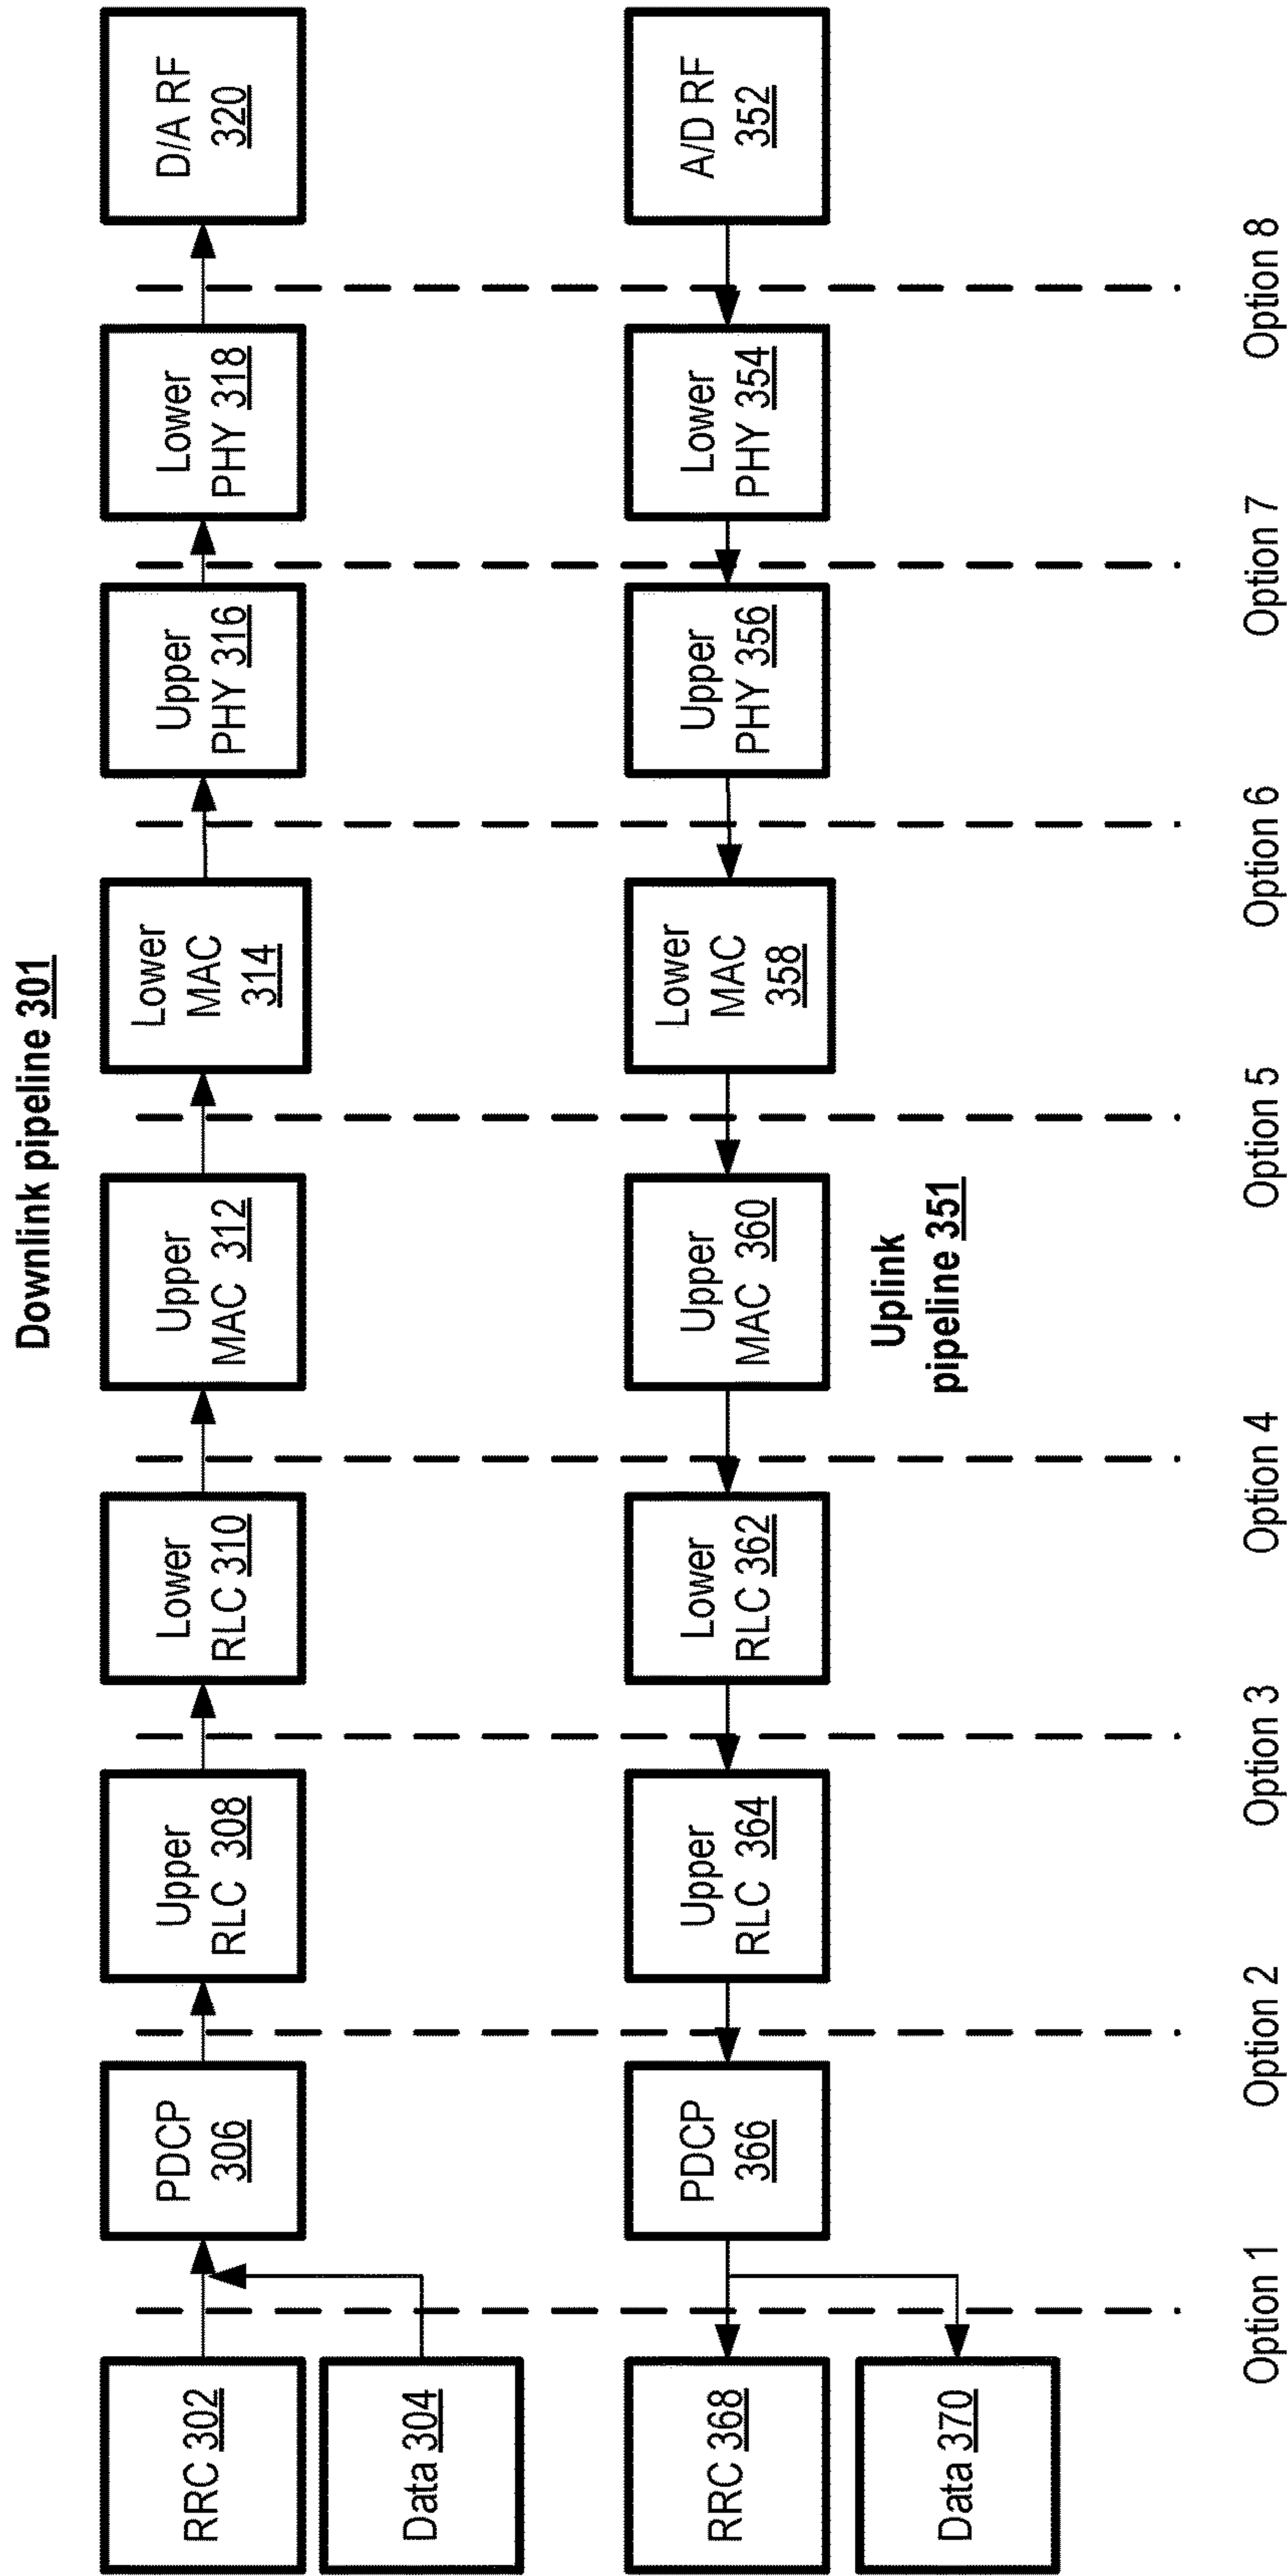 Downlink pipeline 301
RRC 302
Data 304
PDCP
306
Upper
RLC 308
Lower
RLC 310
Upper
MAC 312
Lower
MAC
314
Upper
PHY 316
Lower
PHY 318
D/A RF
320
RRC 368
Data 370
PDCP
366
Upper
RLC 364
Lower
RLC 362
Upper
MAC 360
Lower
MAC
358
Upper
PHY 356
Lower
PHY 354
A/D RF
352
Uplink
pipeline 351
Option 1
Option 2
Option 3
Option 4
Option 5
Option 6
Option 7
Option 8